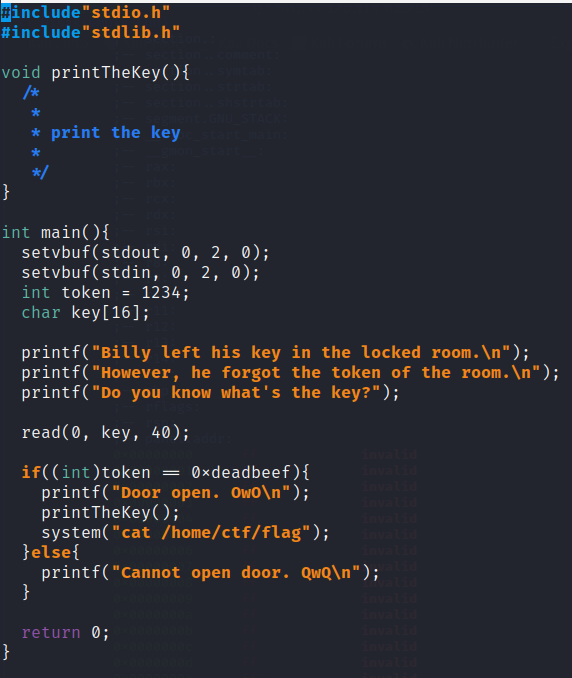 #include"stdio.h"
#include"stdlib.h"
void printTheKey(){
/*
*
* print the key
*
*/
}
int main(){
setvbuf(stdout, 0, 2, 0);
setvbuf(stdin, 0, 2, 0);
int token = 1234;
char key[16];
printf("Billy left his key in the locked room.\n");
printf("However, he forgot the token of the room.\n");
printf("Do you know what's the key?");
read(0, key, 40);
if((int)token == 0×deadbeef){
printf("Door open. OwO\n");
printTheKey();
system("cat /home/ctf/flag");
}else{
printf("Cannot open door. QwQ\n");
}
return 0;
}